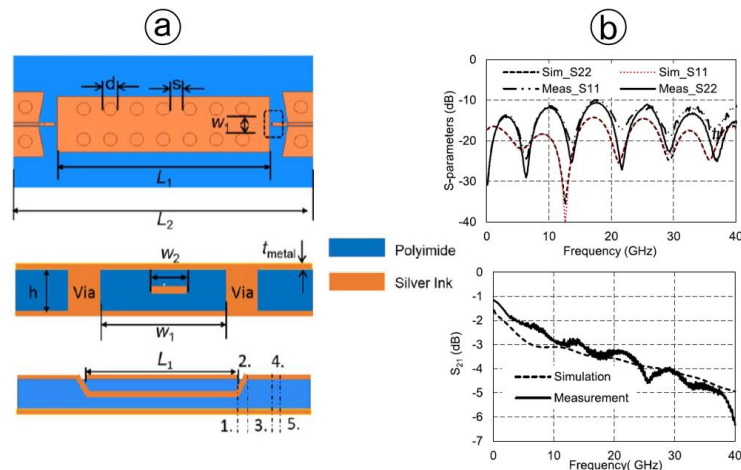 a
b
d
s
w₁
L₁
L₂
w₂
t_metal
Polyimide
Silver Ink
h
Via
Via
w₁
L₁
2.
4.
1.
3.
5.
Sim_S22
Sim_S11
Meas_S11
Meas_S22
S-parameters (dB)
0
-10
-20
-30
-40
0
10
20
30
40
Frequency (GHz)
S₂₁ (dB)
-1
-2
-3
-4
-5
-6
-7
Simulation
Measurement
0
10
20
30
40
Frequency( GHz)